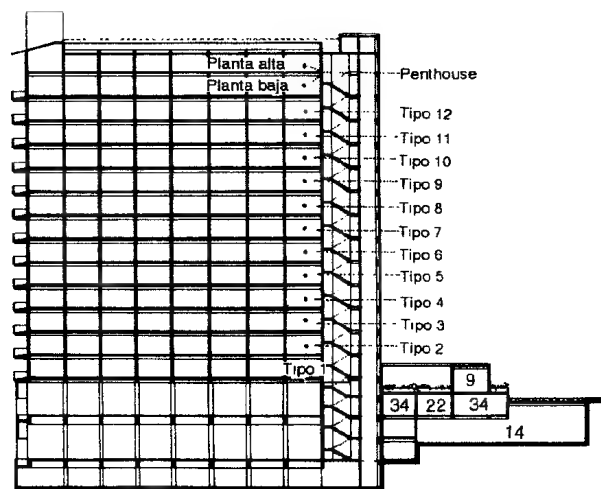 Planta alta
Penthouse
Planta baja
Tipo 12
Tipo 11
Tipo 10
Tipo 9
Tipo 8
Tipo 7
Tipo 6
Tipo 5
Tipo 4
Tipo 3
Tipo 2
Tipo
9
34 22 34
14